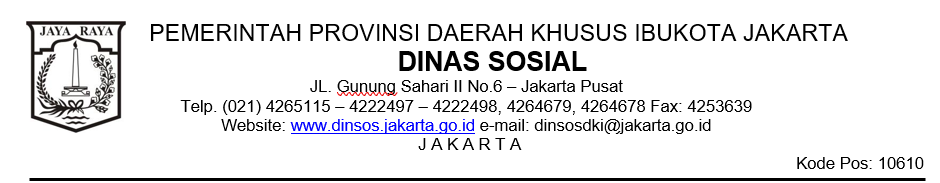 JAYA RAYA
PEMERINTAH PROVINSI DAERAH KHUSUS IBUKOTA JAKARTA
DINAS SOSIAL
JL. Gunung Sahari II No.6 – Jakarta Pusat
Telp. (021) 4265115 – 4222497 – 4222498, 4264679, 4264678 Fax: 4253639
Website: www.dinsos.jakarta.go.id e-mail: dinsosdki@jakarta.go.id
J A K A R T A
Kode Pos: 10610